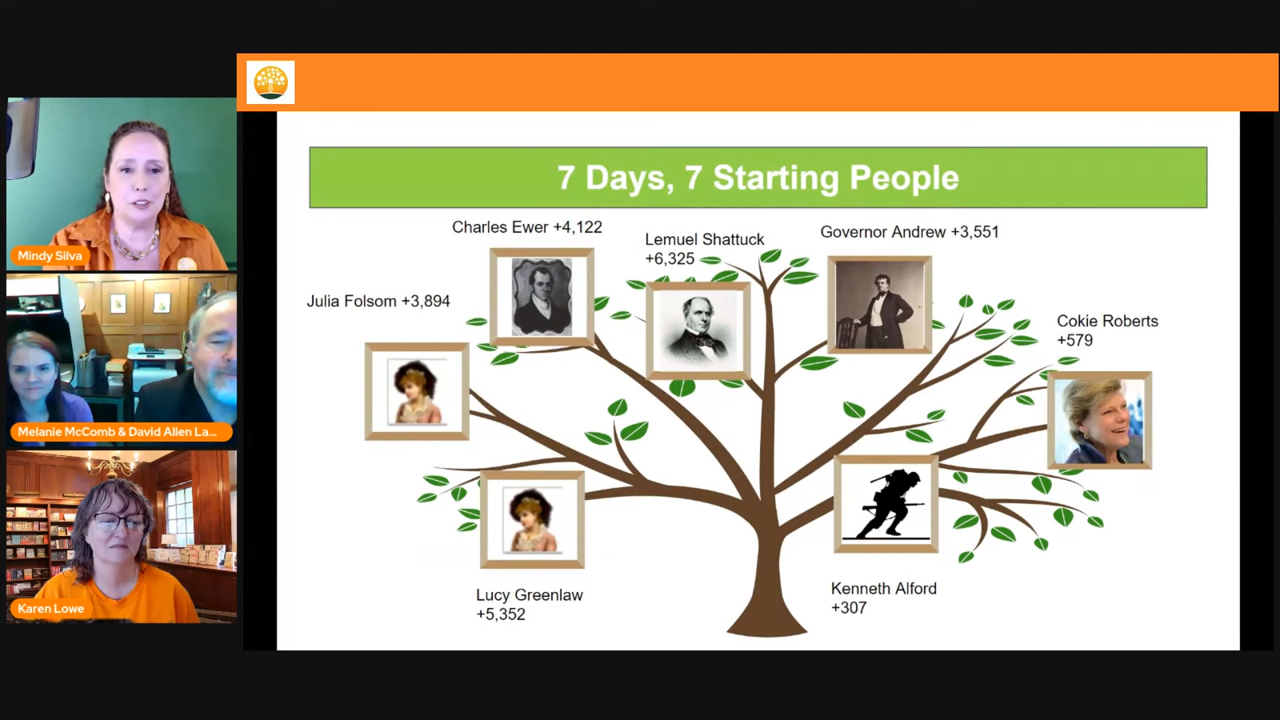 7 Days, 7 Starting People
Charles Ewer +4,122
Lemuel Shattuck
+6,325
Governor Andrew +3,551
Julia Folsom +3,894
Cokie Roberts
+579
Lucy Greenlaw
+5,352
Kenneth Alford
+307
Mindy Silva
Melanie McComb & David Allen La...
Karen Lowe